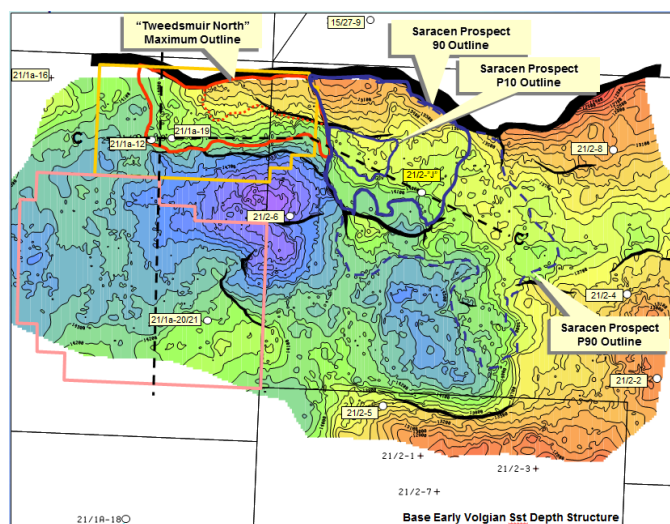 "Tweedsmuir North"
Maximum Outline
15/27-9
Saracen Prospect
90 Outline
Saracen Prospect
P10 Outline
21/1a-16
21/1a-19
C
21/1a-12
21/2-8
21/2-"J"
21/2-6
C'
21/2-4
21/1a-20/21
Saracen Prospect
P90 Outline
21/2-2
21/2-5
21/2-1
21/2-3
21/2-7
21/1A-18
Base Early Volgian Sst Depth Structure